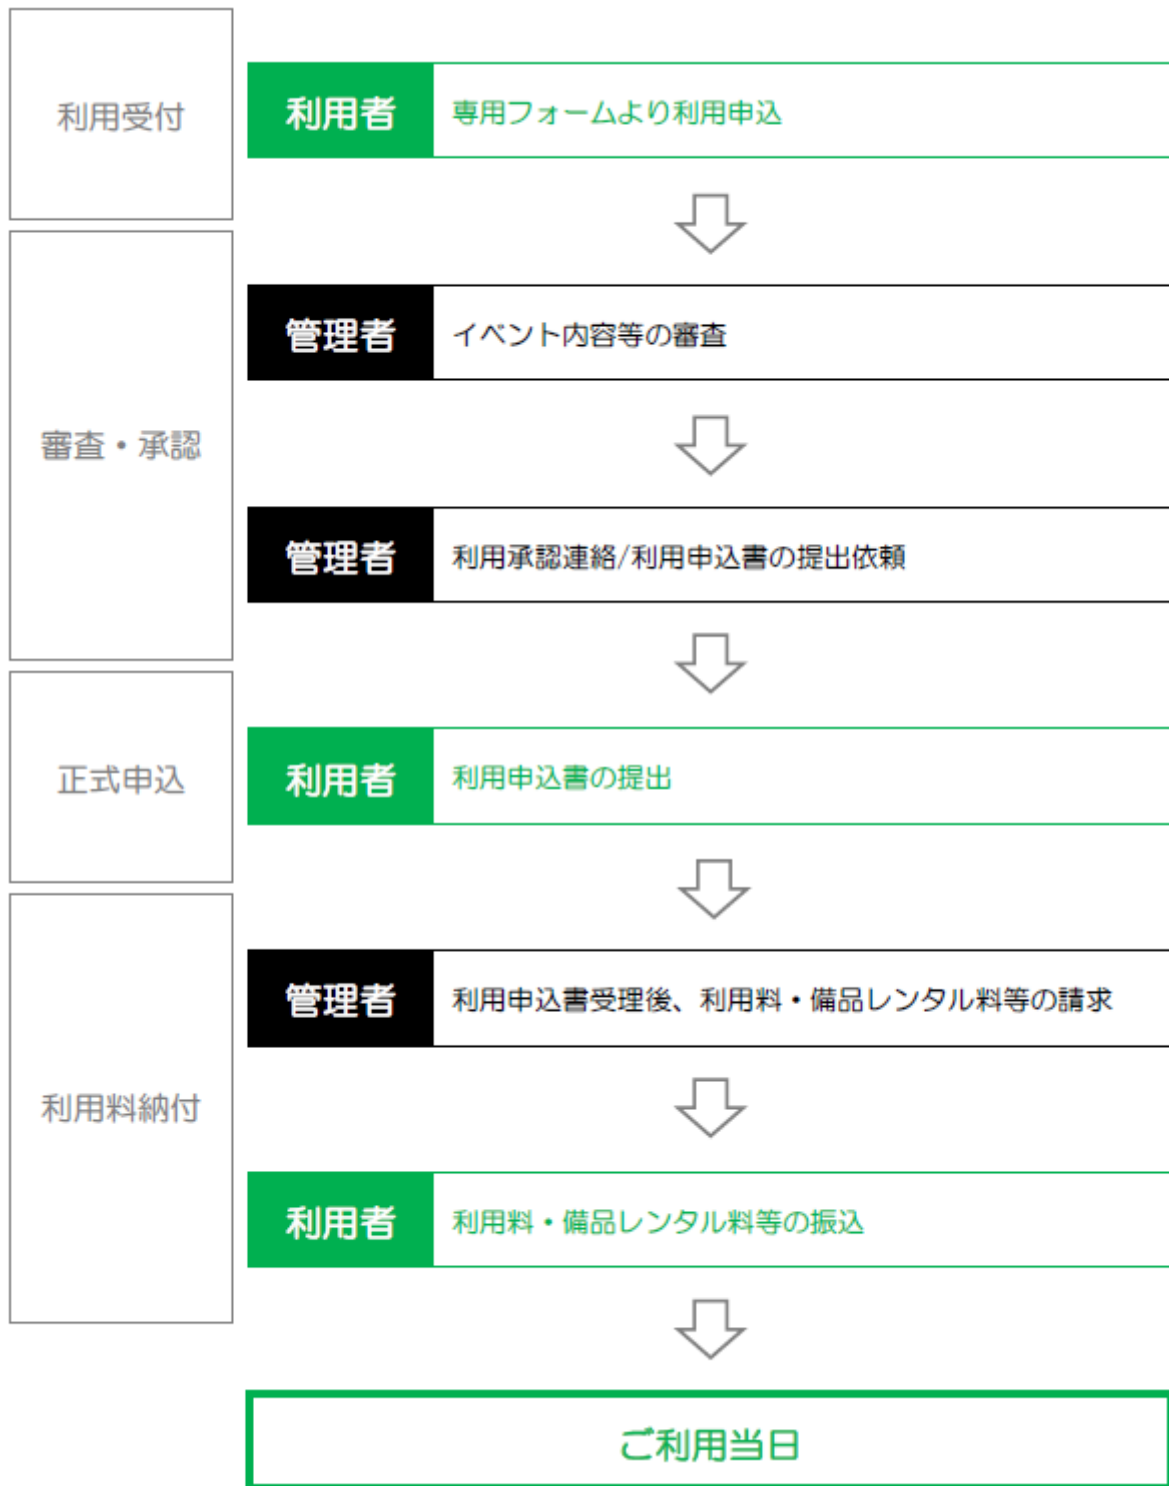 利用受付
利用者 専用フォームより利用申込
審査・承認
管理者 イベント内容等の審査
管理者 利用承認連絡/利用申込書の提出依頼
正式申込
利用者 利用申込書の提出
利用料納付
管理者 利用申込書受理後、利用料・備品レンタル料等の請求
利用者 利用料・備品レンタル料等の振込
ご利用当日